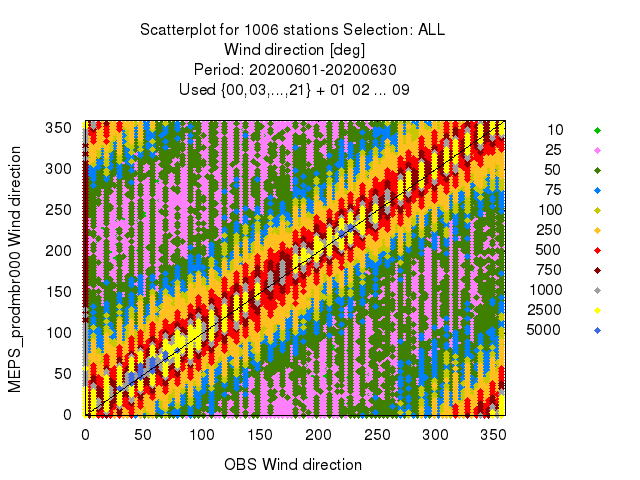 Scatterplot for 1006 stations Selection: ALL
Wind direction [deg]
Period: 20200601-20200630
Used {00,03,...,21} + 01 02 ... 09
MEPS_prodmbr000 Wind direction
350
300
250
200
150
100
50
0
0 50 100 150 200 250 300 350
OBS Wind direction
10
25
50
75
100
250
500
750
1000
2500
5000